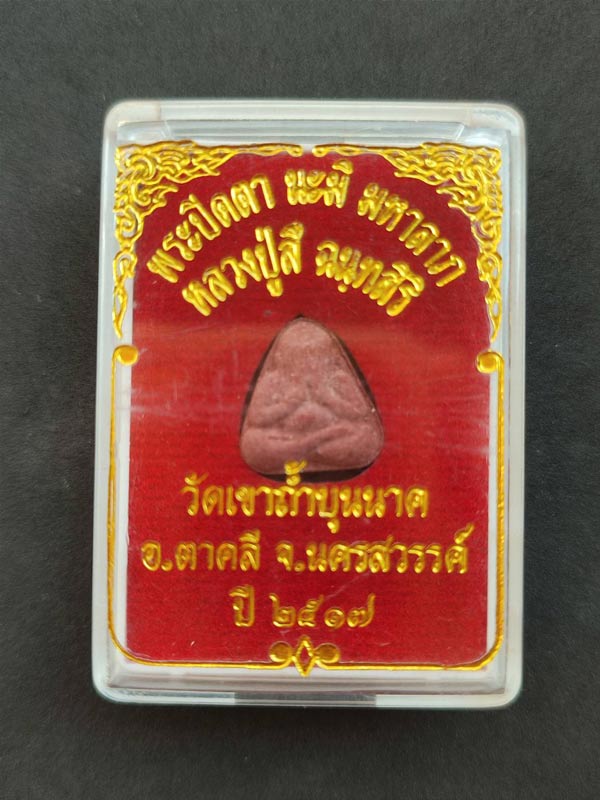 พระปิดตา นะมิ มหาลาภ
หลวงปู่สี ฉนฺทสิริ
วัดเขาถ้ำบุนนาค
อ.ตาคลี จ.นครสวรรค์
ปี ๒๕๑๗